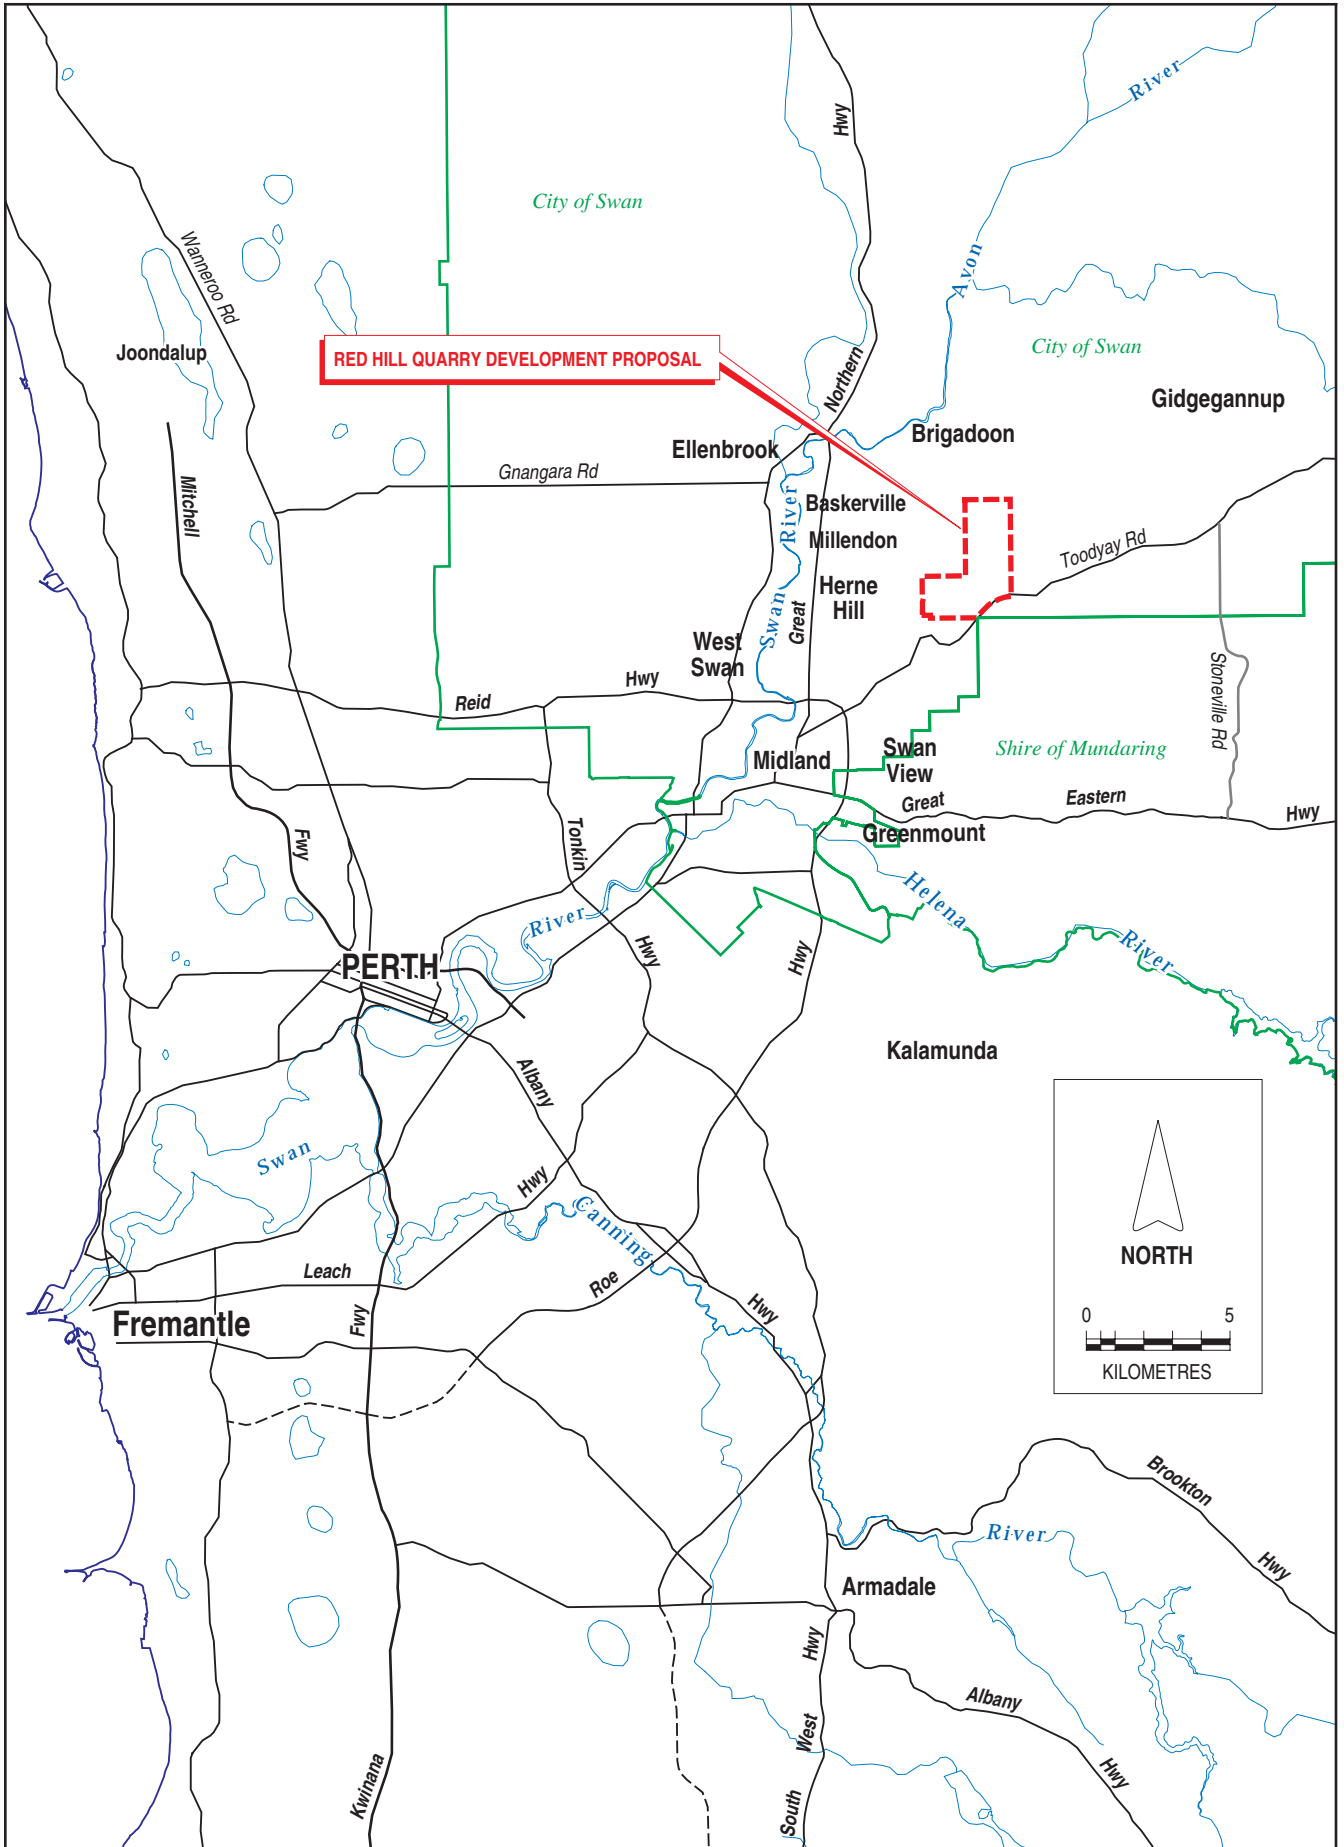 River
Hwy
City of Swan
Wanneroo Rd
Avon
Joondalup
RED HILL QUARRY DEVELOPMENT PROPOSAL
City of Swan
Northern
Gidgegannup
Brigadoon
Ellenbrook
Gnangara Rd
Mitchell
River
Baskerville
Millendon
Toodyay Rd
Herne
Hill
Swan
Great
West
Swan
Hwy
Reid
Stoneville Rd
Midland
Swan
View
Shire of Mundaring
Great
Eastern
Hwy
Tonkin
Fwy
Greenmount
Helena
River
River
Hwy
Hwy
PERTH
Kalamunda
Albany
Swan
Hwy
Canning
NORTH
Leach
Roe
Hwy
Fwy
Fremantle
0 5
KILOMETRES
Brookton
River
Hwy
Armadale
Hwy
Albany
West
Hwy
Kwinana
South